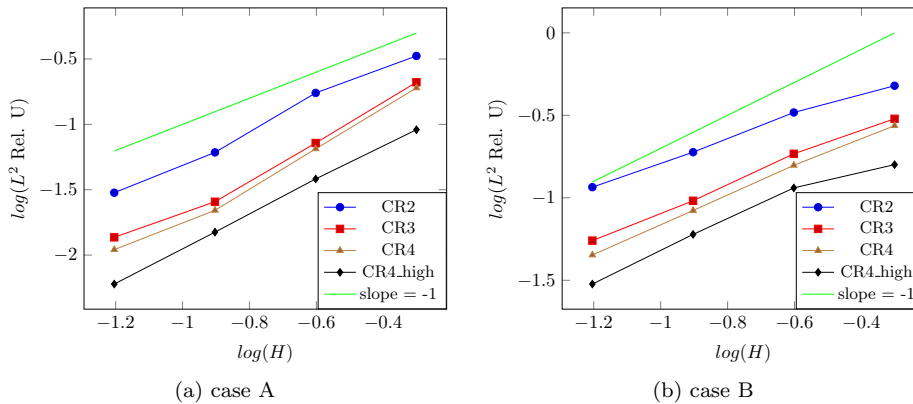 −0.5
−1
−1.5
−2
−1.2
−1
−0.8
−0.6
−0.4
log(H)
log(L² Rel. U)
CR2
CR3
CR4
CR4_high
slope = -1
(a) case A
0
−0.5
−1
−1.5
−1.2
−1
−0.8
−0.6
−0.4
log(H)
log(L² Rel. U)
CR2
CR3
CR4
CR4_high
slope = -1
(b) case B